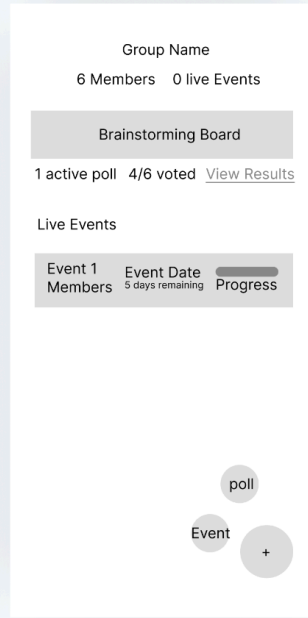 Group Name
6 Members 0 live Events
Brainstorming Board
1 active poll 4/6 voted View Results
Live Events
Event 1 Event Date
Members 5 days remaining Progress
poll
Event
+